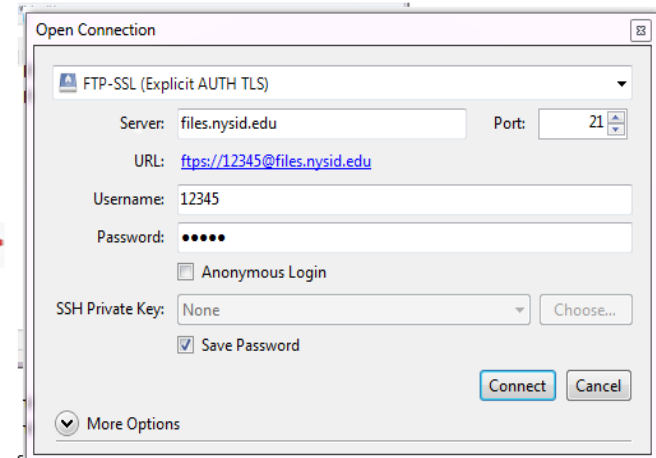 Open Connection
FTP-SSL (Explicit AUTH TLS)
Server: files.nysid.edu Port: 21
URL: ftps://12345@files.nysid.edu
Username: 12345
Password: •••••
Anonymous Login
SSH Private Key: None Choose...
Save Password
Connect Cancel
More Options